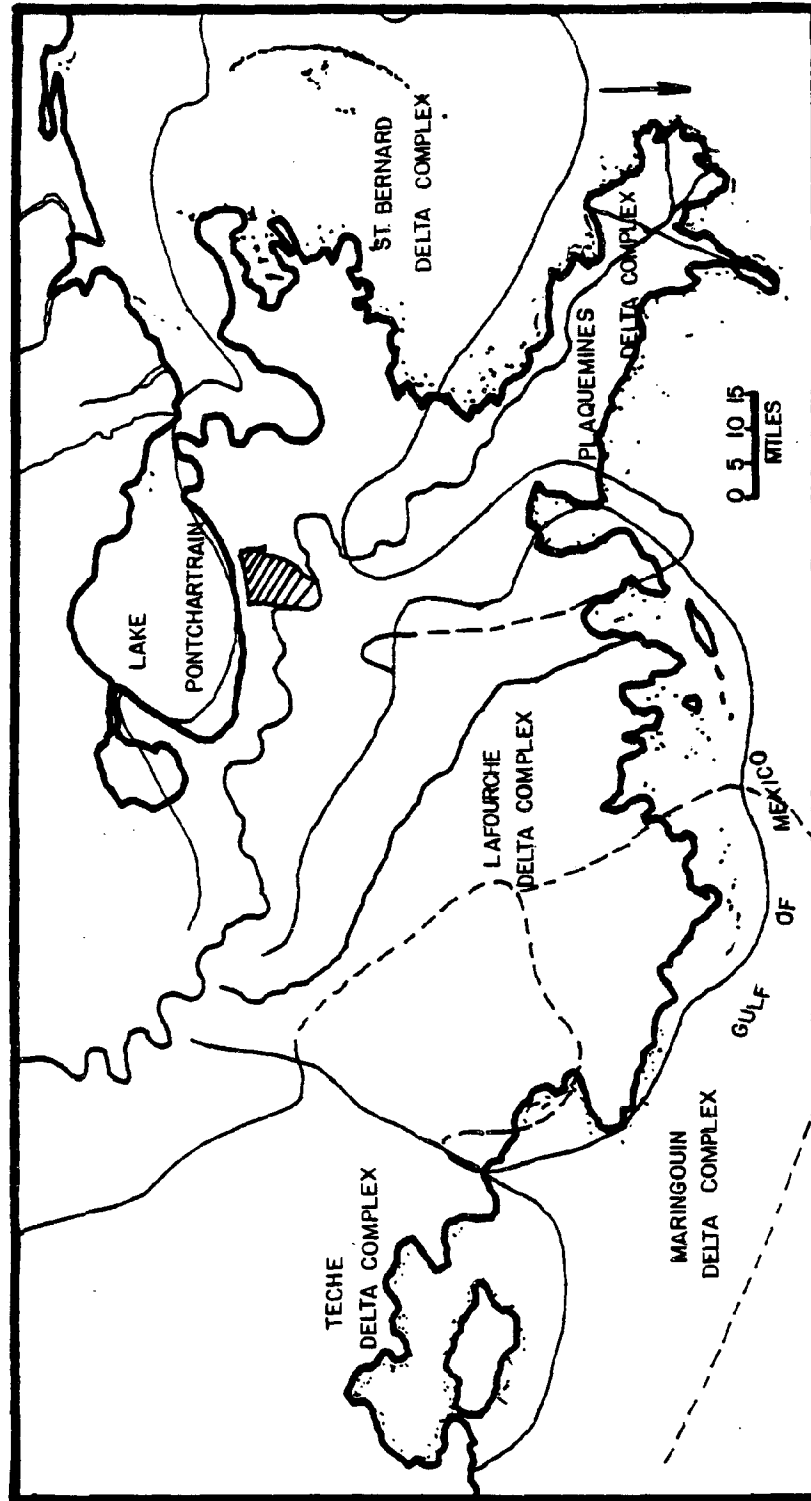 LAKE
PONTCHARTRAIN
ST. BERNARD
DELTA COMPLEX
TECHE
DELTA COMPLEX
LAFOURCHE
DELTA COMPLEX
PLAQUEMINES
DELTA COMPLEX
MARINGOUIN
DELTA COMPLEX
GULF OF MEXICO
0 5 10 15
MILES